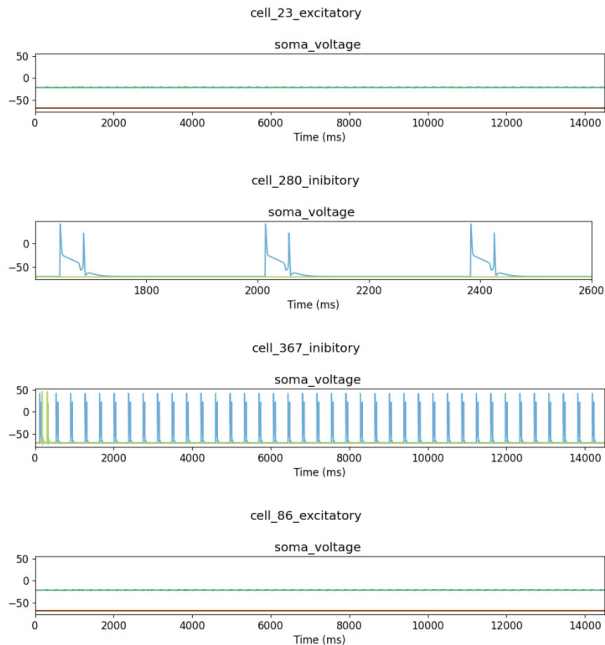 cell_23_excitatory
soma_voltage
50
0
−50
0 2000 4000 6000 8000 10000 12000 14000
Time (ms)
cell_280_inibitory
soma_voltage
0
−50
1800 2000 2200 2400 2600
Time (ms)
cell_367_inibitory
soma_voltage
50
0
−50
0 2000 4000 6000 8000 10000 12000 14000
Time (ms)
cell_86_excitatory
soma_voltage
50
0
−50
0 2000 4000 6000 8000 10000 12000 14000
Time (ms)